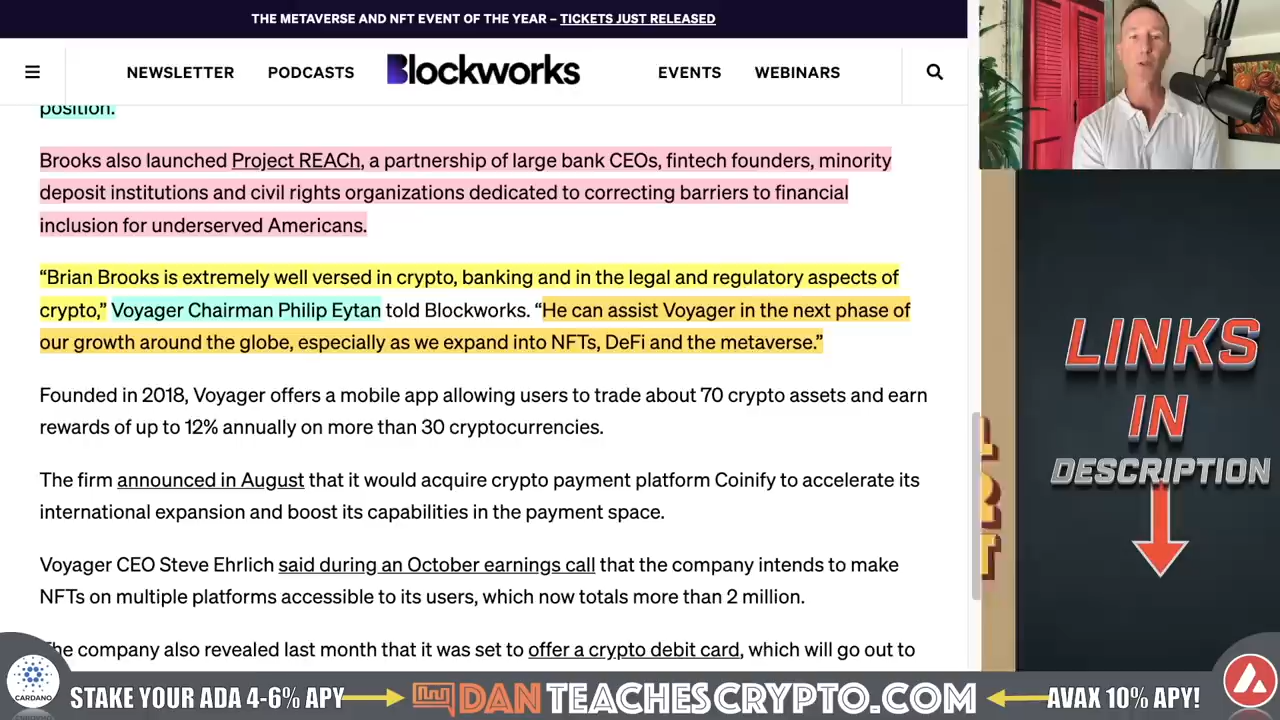 THE METAVERSE AND NFT EVENT OF THE YEAR – TICKETS JUST RELEASED
NEWSLETTER PODCASTS Blockworks EVENTS WEBINARS
position.
Brooks also launched Project REACh, a partnership of large bank CEOs, fintech founders, minority
deposit institutions and civil rights organizations dedicated to correcting barriers to financial
inclusion for underserved Americans.
“Brian Brooks is extremely well versed in crypto, banking and in the legal and regulatory aspects of
crypto,” Voyager Chairman Philip Eytan told Blockworks. “He can assist Voyager in the next phase of
our growth around the globe, especially as we expand into NFTs, DeFi and the metaverse.”
Founded in 2018, Voyager offers a mobile app allowing users to trade about 70 crypto assets and earn
rewards of up to 12% annually on more than 30 cryptocurrencies.
The firm announced in August that it would acquire crypto payment platform Coinify to accelerate its
international expansion and boost its capabilities in the payment space.
Voyager CEO Steve Ehrlich said during an October earnings call that the company intends to make
NFTs on multiple platforms accessible to its users, which now totals more than 2 million.
The company also revealed last month that it was set to offer a crypto debit card, which will go out to
LINKS
IN
DESCRIPTION
CARDANO
STAKE YOUR ADA 4-6% APY
DANTEACHESCRYPTO.COM
AVAX 10% APY!